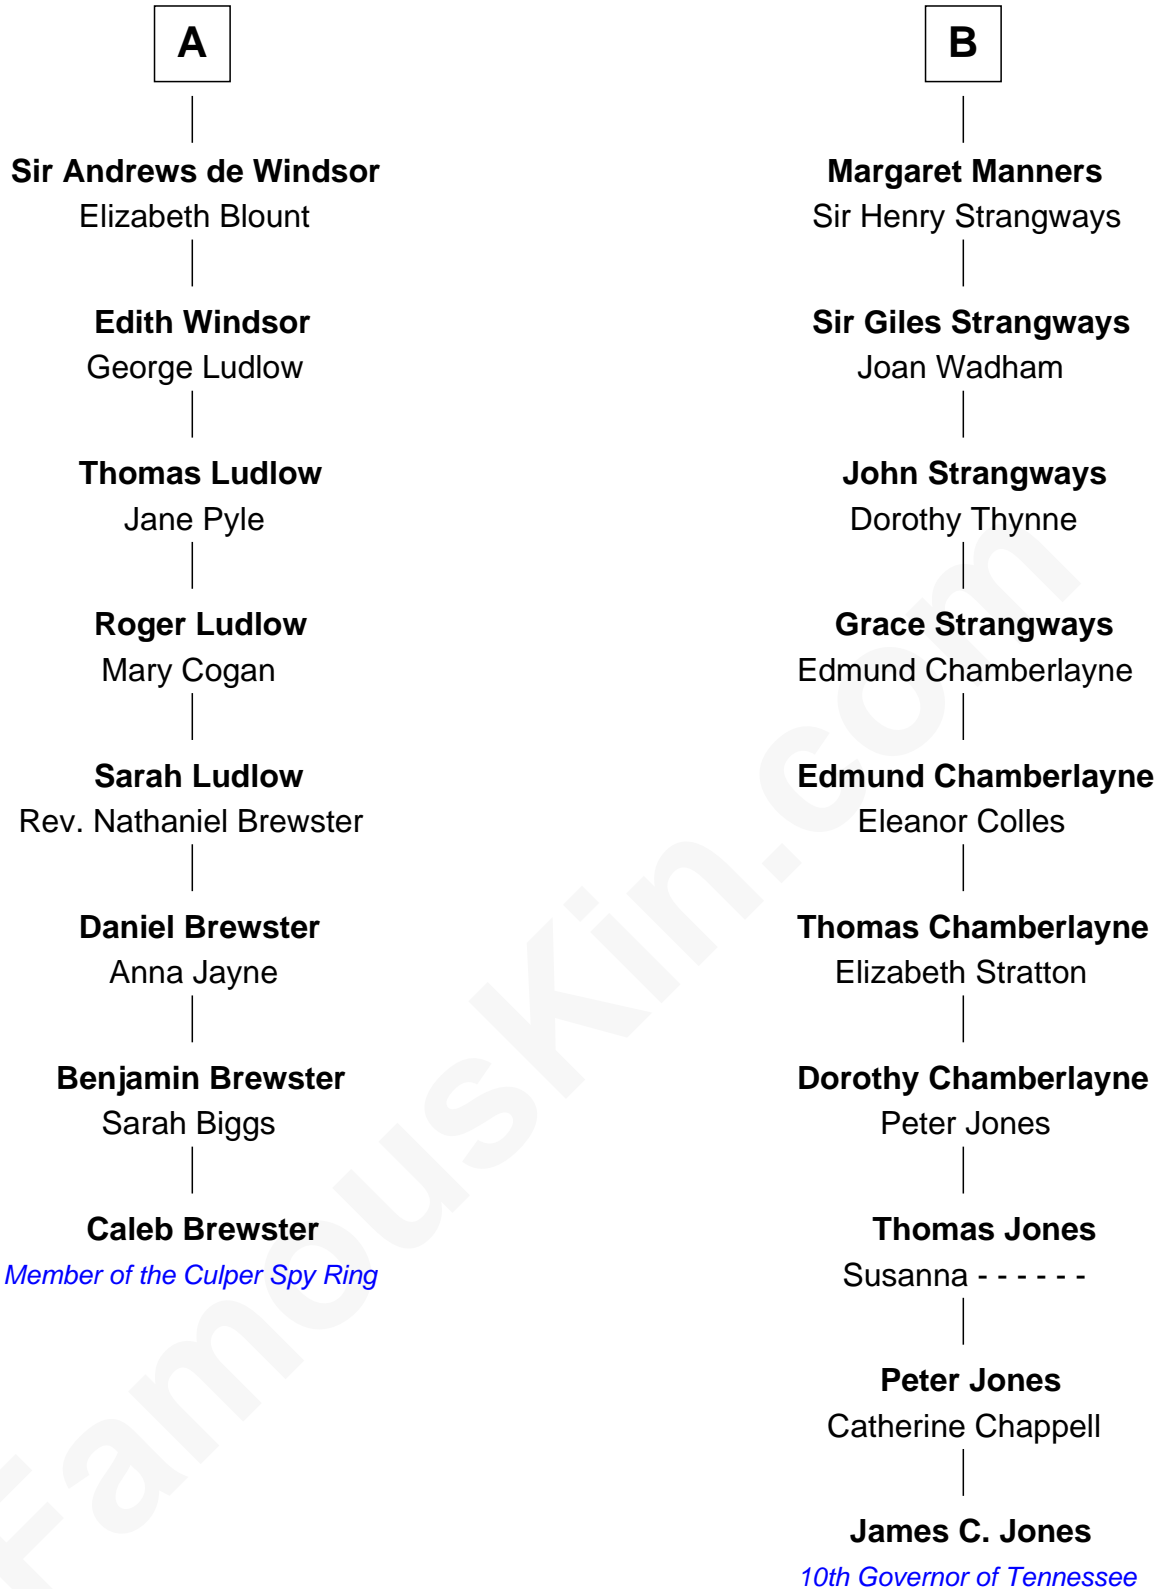 A
Sir Andrews de Windsor
Elizabeth Blount
Edith Windsor
George Ludlow
Thomas Ludlow
Jane Pyle
Roger Ludlow
Mary Cogan
Sarah Ludlow
Rev. Nathaniel Brewster
Daniel Brewster
Anna Jayne
Benjamin Brewster
Sarah Biggs
Caleb Brewster
Member of the Culper Spy Ring
B
Margaret Manners
Sir Henry Strangways
Sir Giles Strangways
Joan Wadham
John Strangways
Dorothy Thynne
Grace Strangways
Edmund Chamberlayne
Edmund Chamberlayne
Eleanor Colles
Thomas Chamberlayne
Elizabeth Stratton
Dorothy Chamberlayne
Peter Jones
Thomas Jones
Susanna - - - - - -
Peter Jones
Catherine Chappell
James C. Jones
10th Governor of Tennessee
FamousKin.com